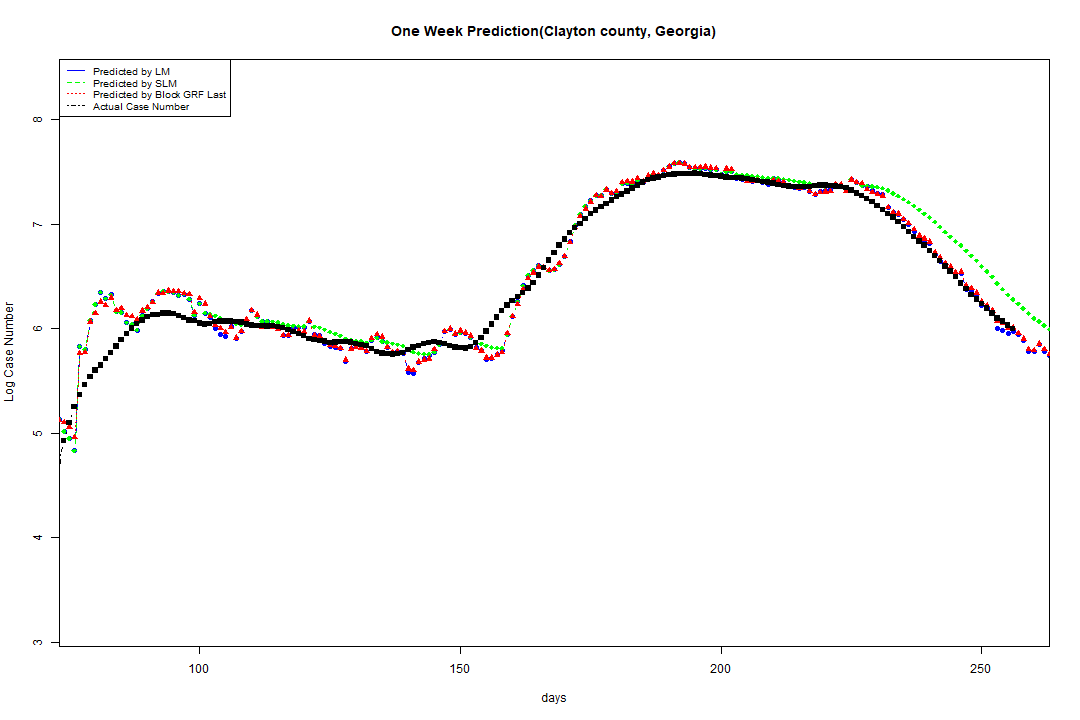 One Week Prediction(Clayton county, Georgia)
Predicted by LM
Predicted by SLM
Predicted by Block GRF Last
Actual Case Number
Log Case Number
8
7
6
5
4
3
100 150 200 250
days